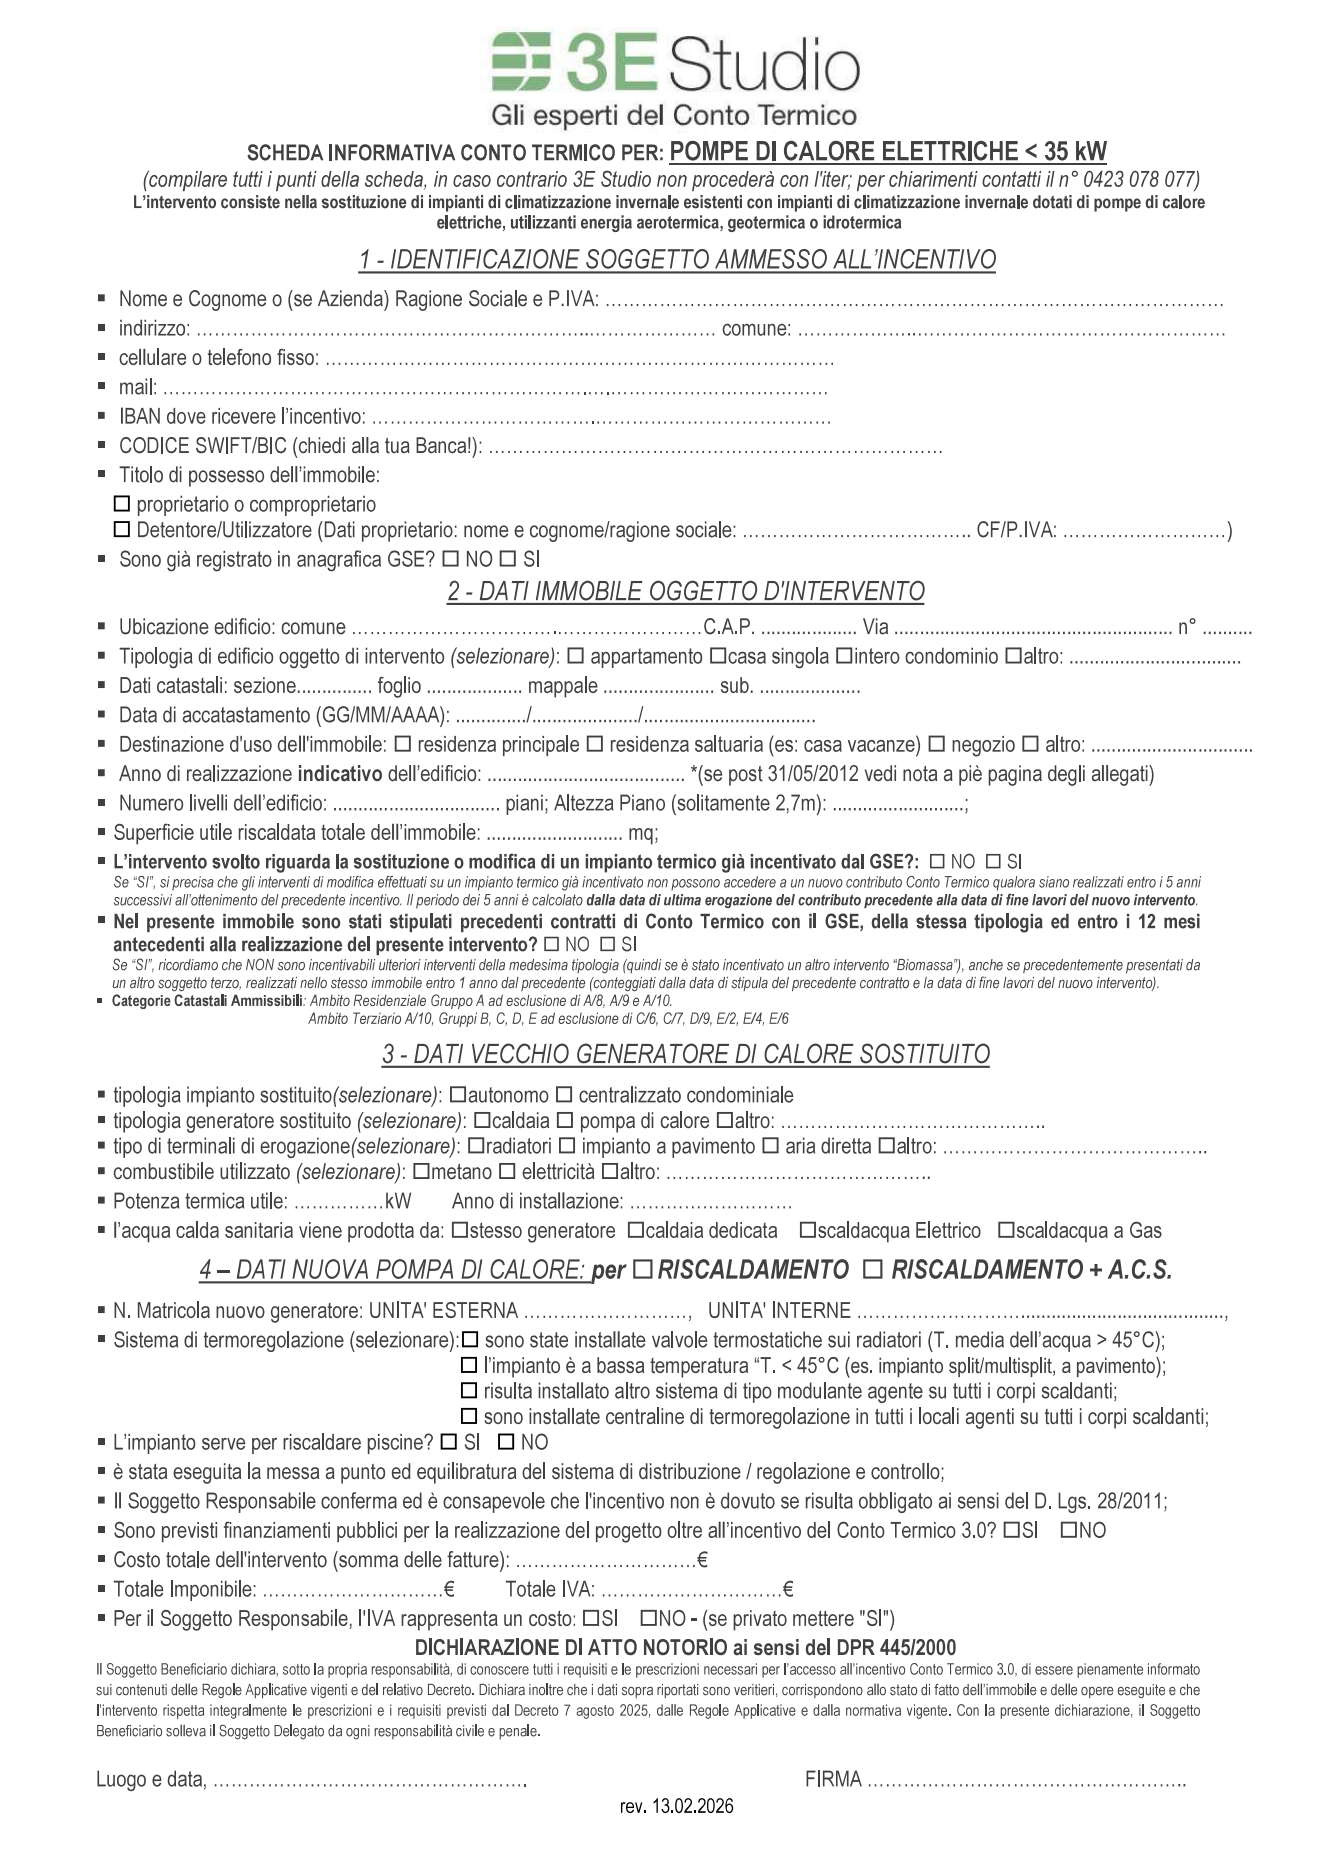 3E Studio
Gli esperti del Conto Termico
SCHEDA INFORMATIVA CONTO TERMICO PER: POMPE DI CALORE ELETTRICHE < 35 kW
(compilare tutti i punti della scheda, in caso contrario 3E Studio non procederà con l'iter; per chiarimenti contatti il n° 0423 078 077)
L'intervento consiste nella sostituzione di impianti di climatizzazione invernale esistenti con impianti di climatizzazione invernale dotati di pompe di calore
elettriche, utilizzanti energia aerotermica, geotermica o idrotermica
1 - IDENTIFICAZIONE SOGGETTO AMMESSO ALL'INCENTIVO
▪ Nome e Cognome o (se Azienda) Ragione Sociale e P.IVA: ……………………………………………………………………………
▪ indirizzo: ………………………………………………………..……………… comune: ………………..……………………………………
▪ cellulare o telefono fisso: ………………………………………………………………
▪ mail: ……………………………………………………….….……………………………
▪ IBAN dove ricevere l'incentivo: ……………………………….……………………………
▪ CODICE SWIFT/BIC (chiedi alla tua Banca!): …………………………………………………………
▪ Titolo di possesso dell'immobile:
☐ proprietario o comproprietario
☐ Detentore/Utilizzatore (Dati proprietario: nome e cognome/ragione sociale: ……………………………….. CF/P.IVA: ………………………)
▪ Sono già registrato in anagrafica GSE? ☐ NO ☐ SI
2 - DATI IMMOBILE OGGETTO D'INTERVENTO
▪ Ubicazione edificio: comune …………………………….……………………C.A.P. ................... Via ....................................................... n° ..........
▪ Tipologia di edificio oggetto di intervento (selezionare): ☐ appartamento ☐casa singola ☐intero condominio ☐altro: ..................................
▪ Dati catastali: sezione............... foglio ................... mappale ...................... sub. ....................
▪ Data di accatastamento (GG/MM/AAAA): ............../...................../..................................
▪ Destinazione d'uso dell'immobile: ☐ residenza principale ☐ residenza saltuaria (es: casa vacanze) ☐ negozio ☐ altro: ................................
▪ Anno di realizzazione indicativo dell'edificio: ....................................... *(se post 31/05/2012 vedi nota a piè pagina degli allegati)
▪ Numero livelli dell'edificio: ................................. piani; Altezza Piano (solitamente 2,7m): ..........................;
▪ Superficie utile riscaldata totale dell'immobile: ........................... mq;
▪ L'intervento svolto riguarda la sostituzione o modifica di un impianto termico già incentivato dal GSE?: ☐ NO ☐ SI
Se "SI", si precisa che gli interventi di modifica effettuati su un impianto termico già incentivato non possono accedere a un nuovo contributo Conto Termico qualora siano realizzati entro i 5 anni
successivi all'ottenimento del precedente incentivo. Il periodo dei 5 anni è calcolato dalla data di ultima erogazione del contributo precedente alla data di fine lavori del nuovo intervento.
▪ Nel presente immobile sono stati stipulati precedenti contratti di Conto Termico con il GSE, della stessa tipologia ed entro i 12 mesi
antecedenti alla realizzazione del presente intervento? ☐ NO ☐ SI
Se "SI", ricordiamo che NON sono incentivabili ulteriori interventi della medesima tipologia (quindi se è stato incentivato un altro intervento "Biomassa"), anche se precedentemente presentati da
un altro soggetto terzo, realizzati nello stesso immobile entro 1 anno dal precedente (conteggiati dalla data di stipula del precedente contratto e la data di fine lavori del nuovo intervento).
▪ Categorie Catastali Ammissibili: Ambito Residenziale Gruppo A ad esclusione di A/8, A/9 e A/10.
Ambito Terziario A/10, Gruppi B, C, D, E ad esclusione di C/6, C/7, D/9, E/2, E/4, E/6
3 - DATI VECCHIO GENERATORE DI CALORE SOSTITUITO
▪ tipologia impianto sostituito(selezionare): ☐autonomo ☐ centralizzato condominiale
▪ tipologia generatore sostituito (selezionare): ☐caldaia ☐ pompa di calore ☐altro: ……………………………………..
▪ tipo di terminali di erogazione(selezionare): ☐radiatori ☐ impianto a pavimento ☐ aria diretta ☐altro: ……………………………………..
▪ combustibile utilizzato (selezionare): ☐metano ☐ elettricità ☐altro: ……………………………………..
▪ Potenza termica utile: ……………kW Anno di installazione: ………………………
▪ l'acqua calda sanitaria viene prodotta da: ☐stesso generatore ☐caldaia dedicata ☐scaldacqua Elettrico ☐scaldacqua a Gas
4 – DATI NUOVA POMPA DI CALORE: per ☐ RISCALDAMENTO ☐ RISCALDAMENTO + A.C.S.
▪ N. Matricola nuovo generatore: UNITA' ESTERNA ………………………, UNITA' INTERNE ………………………........................................,
▪ Sistema di termoregolazione (selezionare): ☐ sono state installate valvole termostatiche sui radiatori (T. media dell'acqua > 45°C);
☐ l'impianto è a bassa temperatura "T. < 45°C (es. impianto split/multisplit, a pavimento);
☐ risulta installato altro sistema di tipo modulante agente su tutti i corpi scaldanti;
☐ sono installate centraline di termoregolazione in tutti i locali agenti su tutti i corpi scaldanti;
▪ L'impianto serve per riscaldare piscine? ☐ SÌ ☐ NO
▪ è stata eseguita la messa a punto ed equilibratura del sistema di distribuzione / regolazione e controllo;
▪ Il Soggetto Responsabile conferma ed è consapevole che l'incentivo non è dovuto se risulta obbligato ai sensi del D. Lgs. 28/2011;
▪ Sono previsti finanziamenti pubblici per la realizzazione del progetto oltre all'incentivo del Conto Termico 3.0? ☐SÌ ☐NO
▪ Costo totale dell'intervento (somma delle fatture): …………………………€
▪ Totale Imponibile: …………………………€ Totale IVA: …………………………€
▪ Per il Soggetto Responsabile, l'IVA rappresenta un costo: ☐SÌ ☐NO - (se privato mettere "SÌ")
DICHIARAZIONE DI ATTO NOTORIO ai sensi del DPR 445/2000
Il Soggetto Beneficiario dichiara, sotto la propria responsabilità, di conoscere tutti i requisiti e le prescrizioni necessari per l'accesso all'incentivo Conto Termico 3.0, di essere pienamente informato
sui contenuti delle Regole Applicative vigenti e del relativo Decreto. Dichiara inoltre che i dati sopra riportati sono veritieri, corrispondono allo stato di fatto dell'immobile e delle opere eseguite e che
l'intervento rispetta integralmente le prescrizioni e i requisiti previsti dal Decreto 7 agosto 2025, dalle Regole Applicative e dalla normativa vigente. Con la presente dichiarazione, il Soggetto
Beneficiario solleva il Soggetto Delegato da ogni responsabilità civile e penale.
Luogo e data, ……………………………………………. FIRMA ……………………………………………..
rev. 13.02.2026